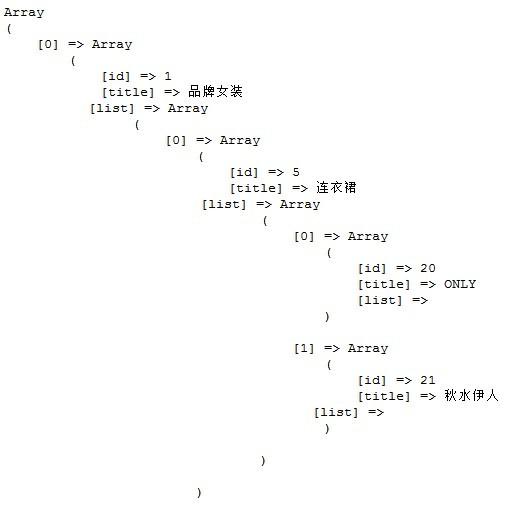 Array
(
[0] => Array
(
[id] => 1
[title] => 品牌女装
[list] => Array
(
[0] => Array
(
[id] => 5
[title] => 连衣裙
[list] => Array
(
[0] => Array
(
[id] => 20
[title] => ONLY
[list] =>
)
[1] => Array
(
[id] => 21
[title] => 秋水伊人
[list] =>
)
)
)